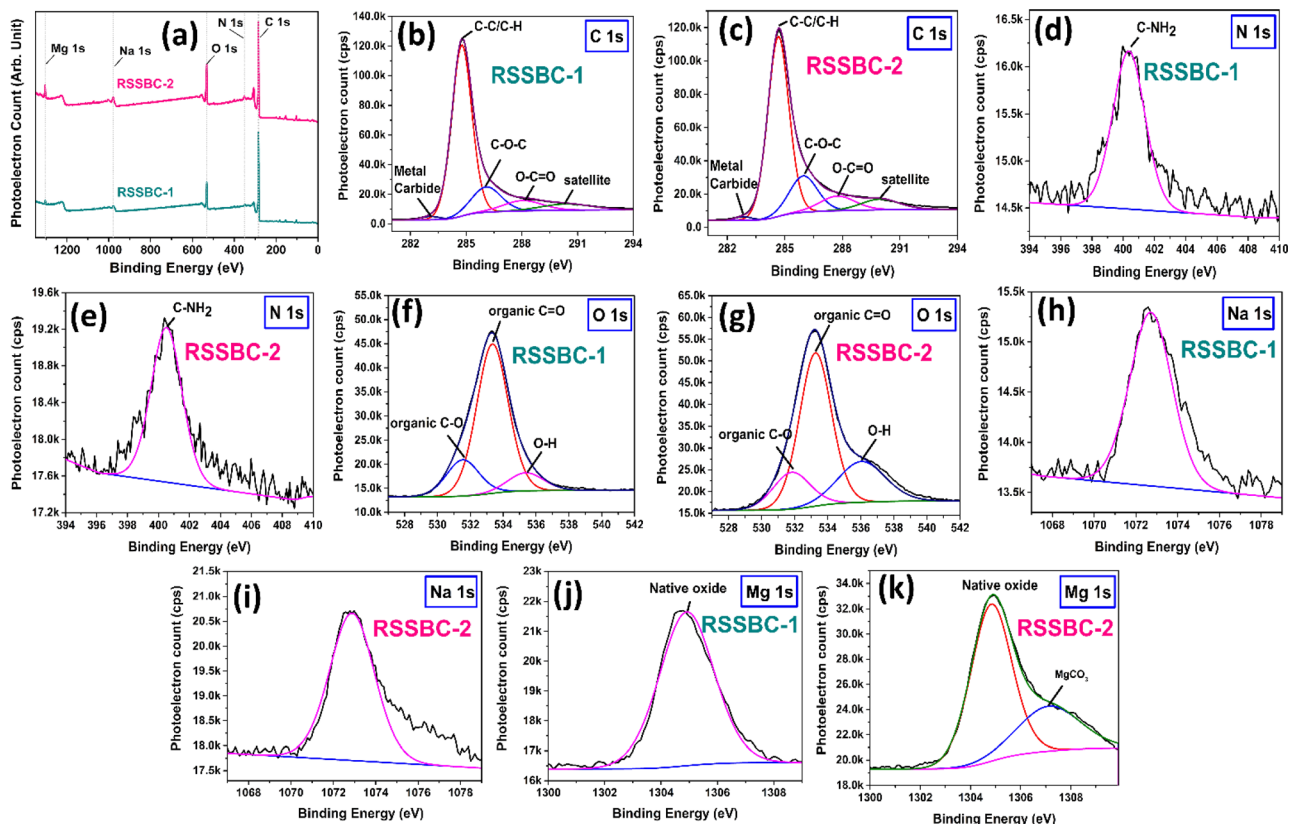 (a)
N 1s
C 1s
Mg 1s
Na 1s
O 1s
RSSBC-2
RSSBC-1
Photoelectron Count (Arb. Unit)
1200 1000 800 600 400 200 0
Binding Energy (eV)
(b)
C-C/C-H
C 1s
RSSBC-1
C-O-C
O-C=O
Metal
Carbide
satellite
Photoelectron count (cps)
140.0k
120.0k
100.0k
80.0k
60.0k
40.0k
20.0k
0.0
282 285 288 291 294
Binding Energy (eV)
(c)
C-C/C-H
C 1s
RSSBC-2
C-O-C
O-C=O
Metal
Carbide
satellite
Photoelectron count (cps)
120.0k
100.0k
80.0k
60.0k
40.0k
20.0k
0.0
282 285 288 291 294
Binding Energy (eV)
(d)
C-NH2
N 1s
RSSBC-1
Photoelectron count (cps)
16.5k
16.0k
15.5k
15.0k
14.5k
394 396 398 400 402 404 406 408 410
Binding Energy (eV)
(e)
C-NH2
N 1s
RSSBC-2
Photoelectron count (cps)
19.6k
19.2k
18.8k
18.4k
18.0k
17.6k
17.2k
394 396 398 400 402 404 406 408 410
Binding Energy (eV)
(f)
organic C=O
O 1s
RSSBC-1
organic C-O
O-H
Photoelectron count (cps)
55.0k
50.0k
45.0k
40.0k
35.0k
30.0k
25.0k
20.0k
15.0k
10.0k
528 530 532 534 536 538 540 542
Binding Energy (eV)
(g)
organic C=O
O 1s
RSSBC-2
organic C-O
O-H
Photoelectron count (cps)
65.0k
60.0k
55.0k
50.0k
45.0k
40.0k
35.0k
30.0k
25.0k
20.0k
15.0k
528 530 532 534 536 538 540 542
Binding Energy (eV)
(h)
Na 1s
RSSBC-1
Photoelectron count (cps)
15.5k
15.0k
14.5k
14.0k
13.5k
1068 1070 1072 1074 1076 1078
Binding Energy (eV)
(i)
Na 1s
RSSBC-2
Photoelectron count (cps)
21.5k
21.0k
20.5k
20.0k
19.5k
19.0k
18.5k
18.0k
17.5k
1068 1070 1072 1074 1076 1078
Binding Energy (eV)
(j)
Native oxide
Mg 1s
RSSBC-1
Photoelectron count (cps)
23k
22k
21k
20k
19k
18k
17k
16k
1300 1302 1304 1306 1308
Binding Energy (eV)
(k)
Native oxide
Mg 1s
RSSBC-2
MgCO3
Photoelectron count (cps)
34.0k
32.0k
30.0k
28.0k
26.0k
24.0k
22.0k
20.0k
18.0k
1300 1302 1304 1306 1308
Binding Energy (eV)